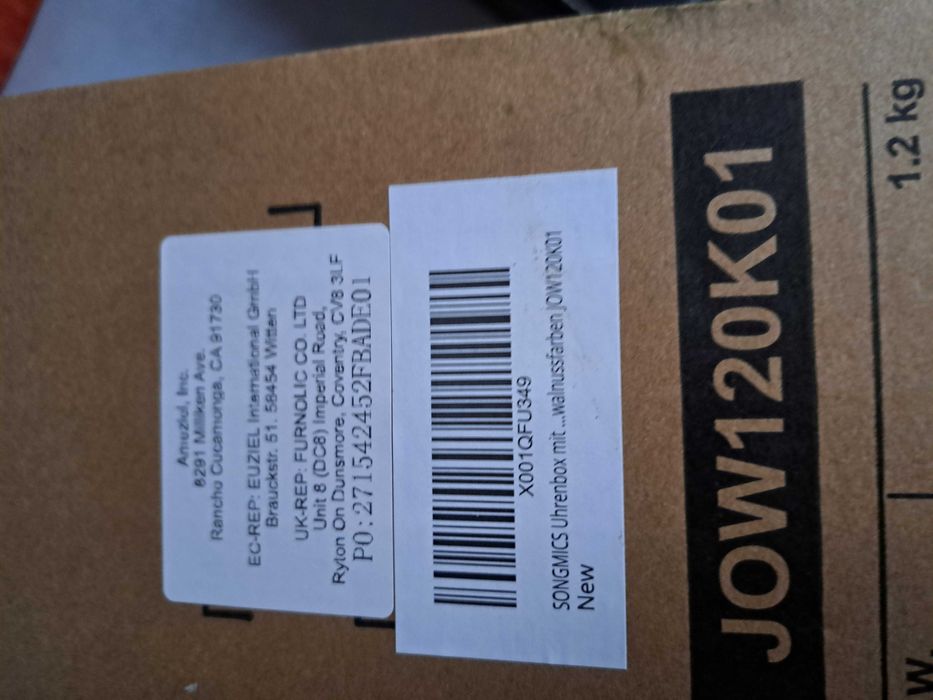 Ameziel, Inc.
8291 Milliken Ave.
Rancho Cucamonga, CA 91730
EC-REP: EUZIEL International GmbH
Brauckstr. 51. 58454 Witten
UK-REP: FURNOLIC CO. LTD
Unit 8 (DC8) Imperial Road,
Ryton On Dunsmore, Coventry, CV8 3LF
PO:271542452FBADE01
X001QFU349
SONGMICS Uhrenbox mit ...walnussfarben JOW120K01
New
JOW120K01
W.
1.2 kg